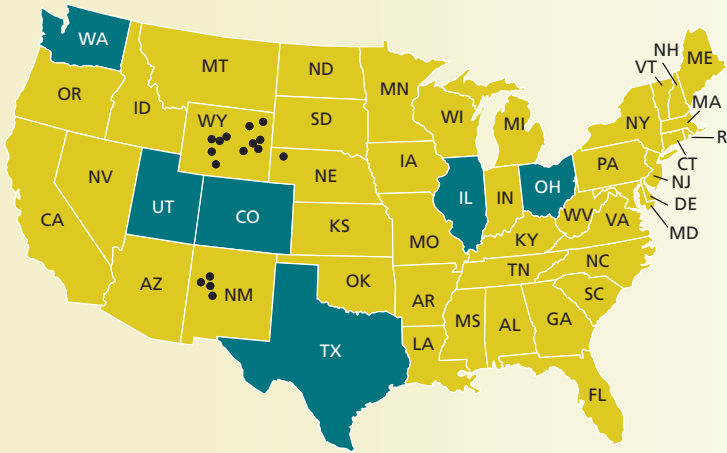 WA
MT
ND
MN
OR
ID
WY
SD
WI
MI
NH
VT
ME
MA
NY
R
CT
NJ
PA
DE
MD
NV
UT
CO
NE
IA
IL
IN
OH
WV
VA
CA
KS
MO
KY
NC
TN
AZ
NM
OK
AR
SC
MS
AL
GA
TX
LA
FL